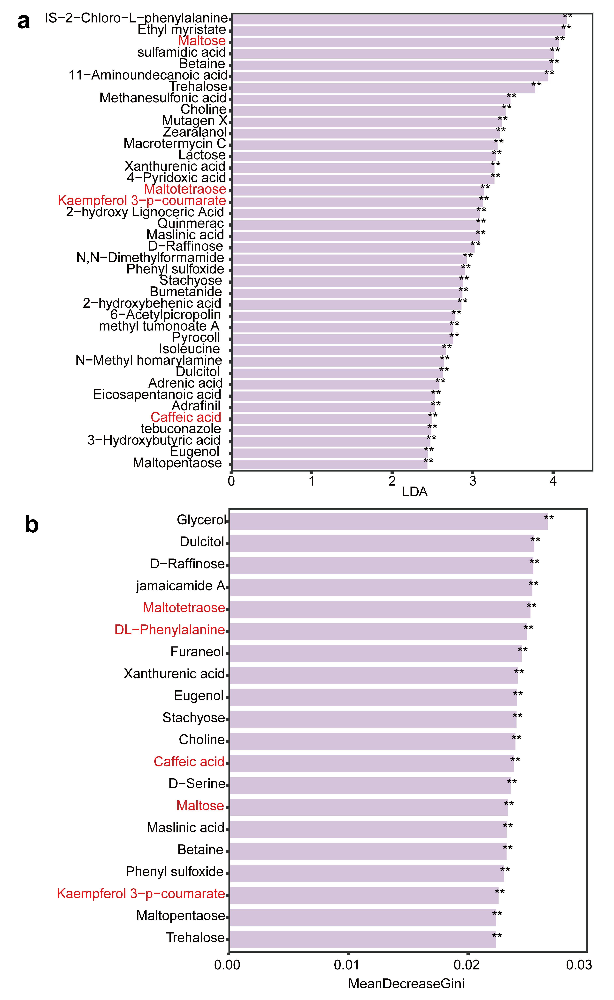 a
IS−2−Chloro−L−phenylalanine **
Ethyl myristate **
Maltose **
sulfamidic acid **
Betaine **
11−Aminoundecanoic acid **
Trehalose **
Methanesulfonic acid **
Choline **
Mutagen X **
Zearalanol **
Macrotermycin C **
Lactose **
Xanthurenic acid **
4−Pyridoxic acid **
Maltotetraose **
Kaempferol 3−p−coumarate **
2−hydroxy Lignoceric Acid **
Quinmerac **
Maslinic acid **
D−Raffinose **
N,N−Dimethylformamide **
Phenyl sulfoxide **
Stachyose **
Bumetanide **
2−hydroxybehenic acid **
6−Acetylpicropolin **
methyl tumonoate A **
Pyrocoll **
Isoleucine **
N−Methyl homarylamine **
Dulcitol **
Adrenic acid **
Eicosapentanoic acid **
Adrafinil **
Caffeic acid **
tebuconazole **
3−Hydroxybutyric acid **
Eugenol **
Maltopentaose **
0 1 2 3 4
LDA
b
Glycerol **
Dulcitol **
D−Raffinose **
jamaicamide A **
Maltotetraose **
DL−Phenylalanine **
Furaneol **
Xanthurenic acid **
Eugenol **
Stachyose **
Choline **
Caffeic acid **
D−Serine **
Maltose **
Maslinic acid **
Betaine **
Phenyl sulfoxide **
Kaempferol 3−p−coumarate **
Maltopentaose **
Trehalose **
0.00 0.01 0.02 0.03
MeanDecreaseGini